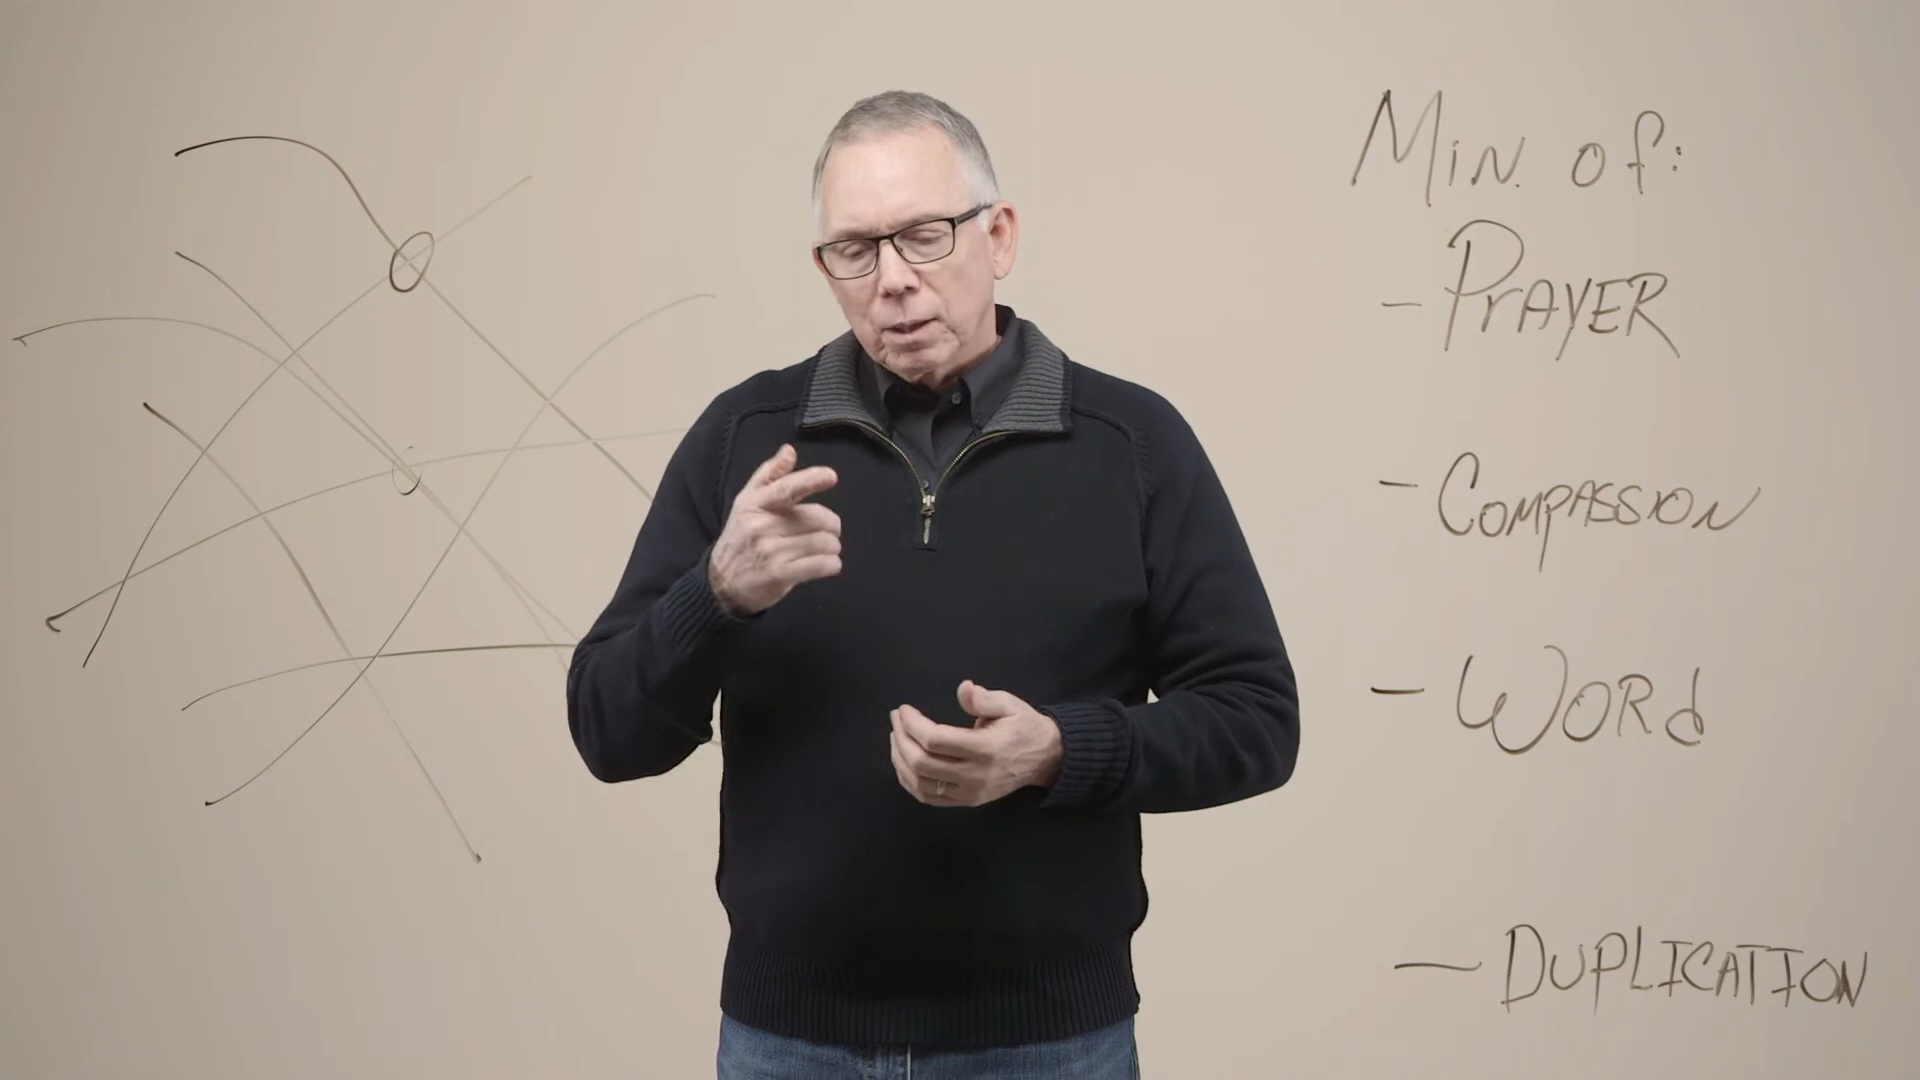 Min. of:
- PrAYER
- COMPASSION
- WORd
- DUPLICATION